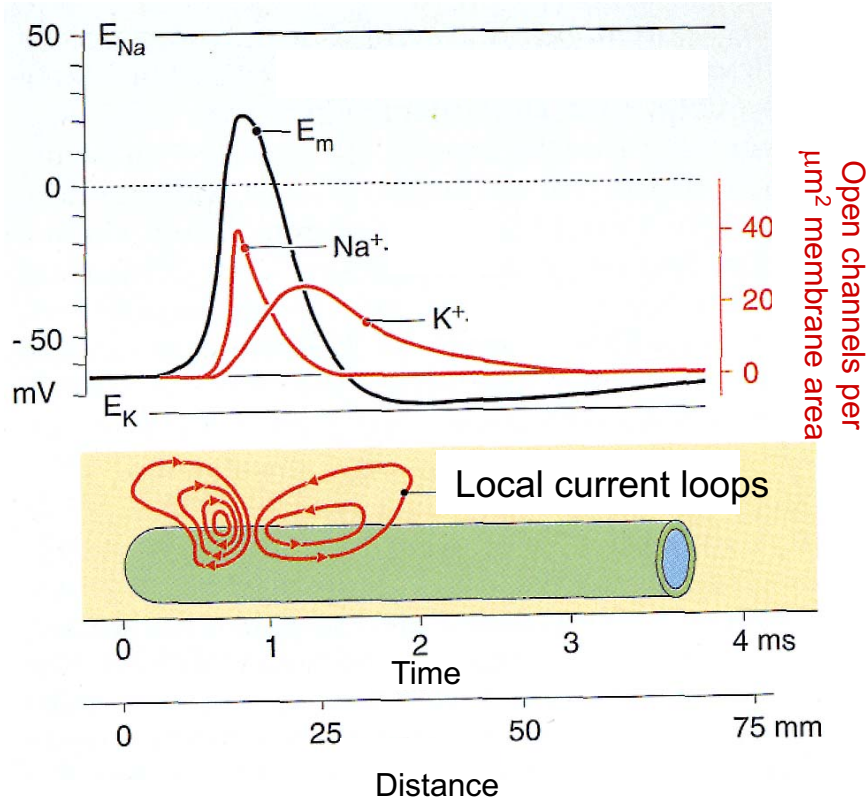 50
E_Na
E_m
0
Na⁺.
K⁺.
- 50
mV
E_K
40
20
0
Open channels per
μm² membrane area
Local current loops
0 1 2 3 4 ms
Time
0 25 50 75 mm
Distance